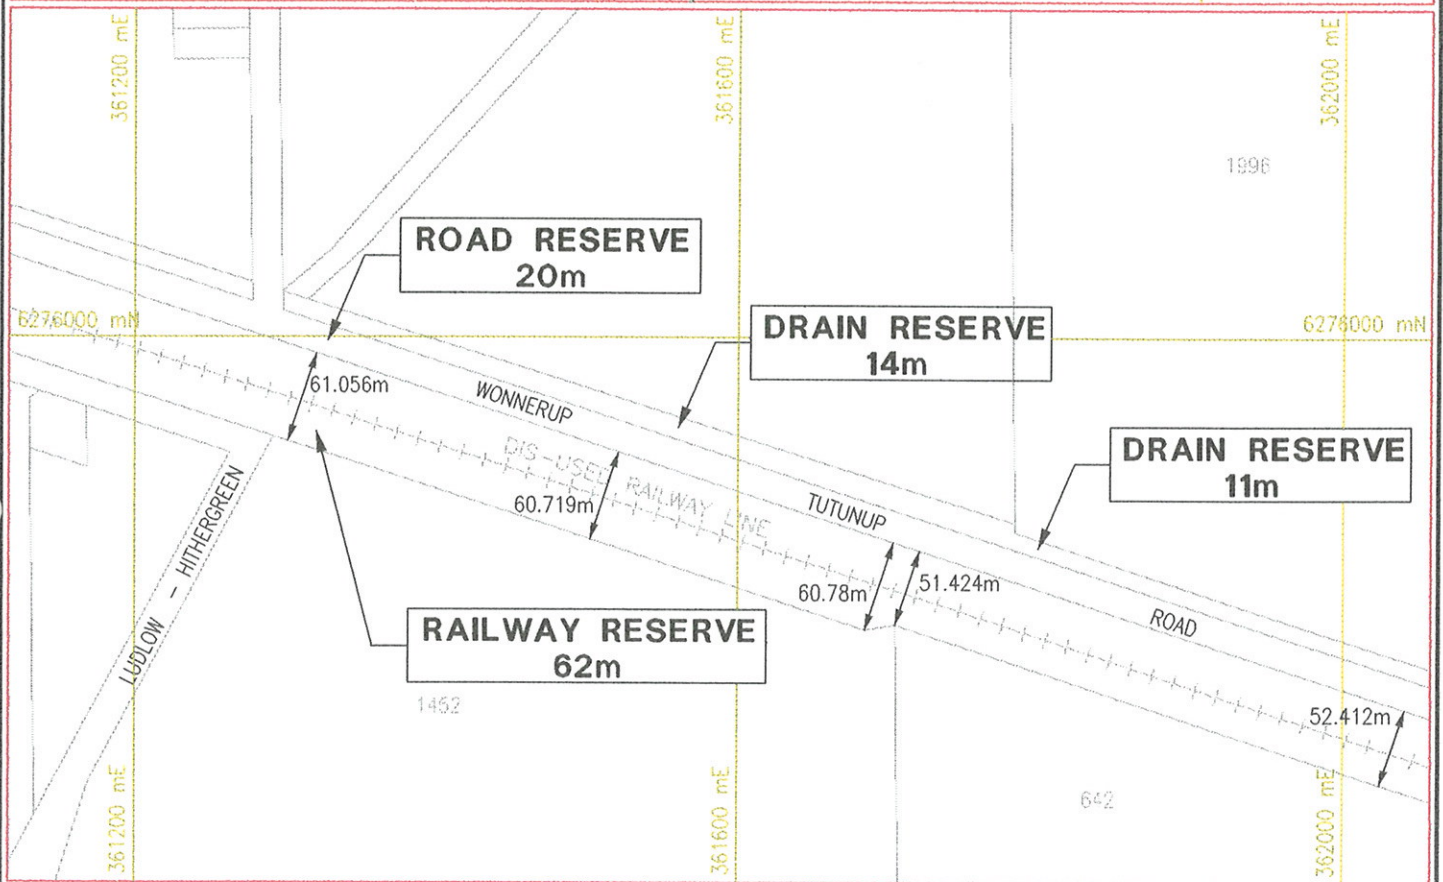 361200 mE
361600 mE
362000 mE
1996
ROAD RESERVE
20m
6276000 mN
6276000 mN
DRAIN RESERVE
14m
61.056m
WONNERUP
DIS-USED RAILWAY LINE
DRAIN RESERVE
11m
60.719m
TUTUNUP
LUDLOW - HITHERGREEN
60.78m
51.424m
ROAD
RAILWAY RESERVE
62m
1452
52.412m
642
361200 mE
361600 mE
362000 mE